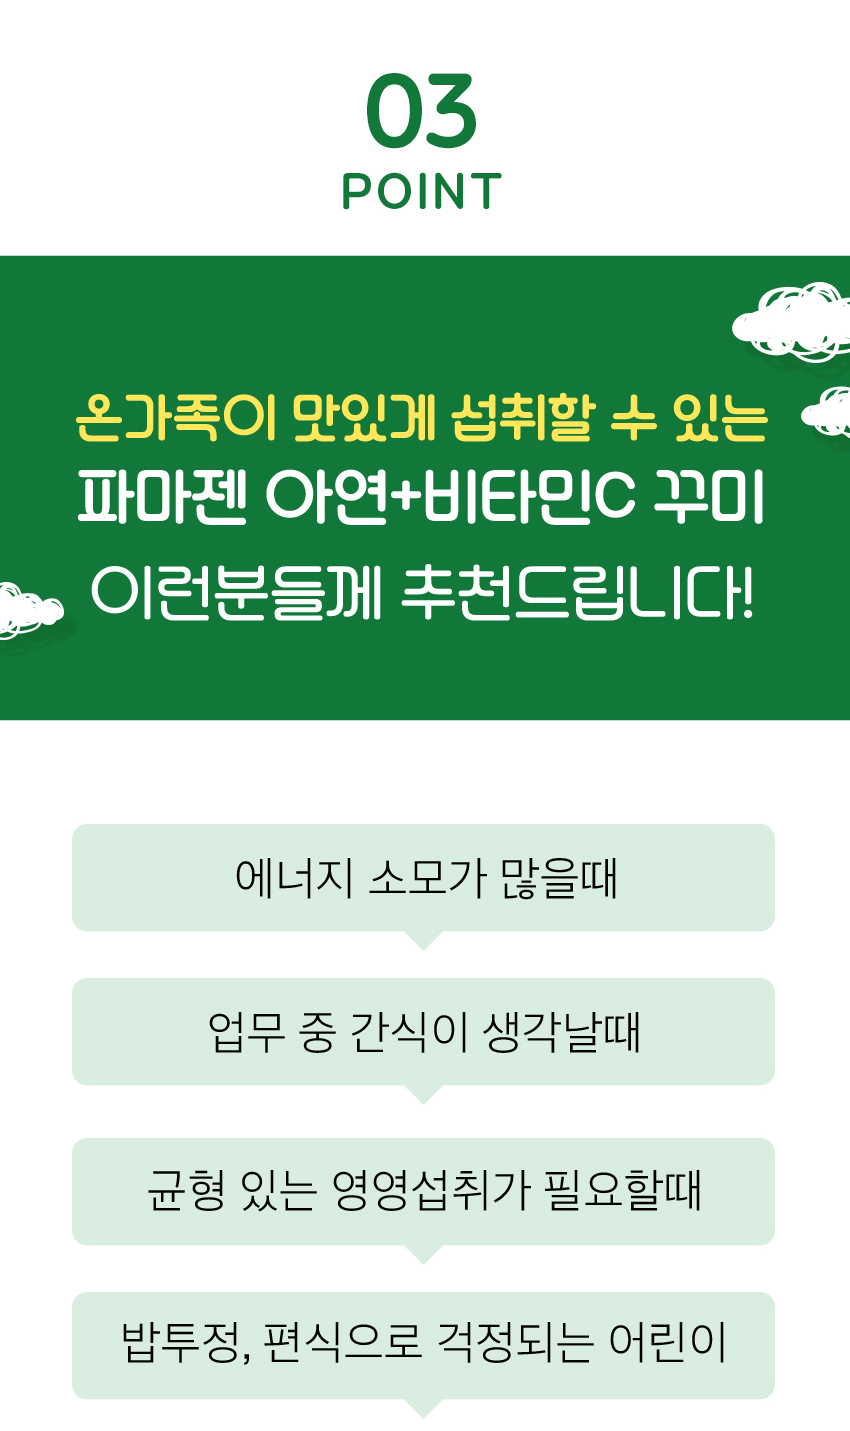 03
POINT
온가족이 맛있게 섭취할 수 있는
파마젠 아연+비타민C 꾸미
이런분들께 추천드립니다!
에너지 소모가 많을때
업무 중 간식이 생각날때
균형 있는 영영섭취가 필요할때
밥투정, 편식으로 걱정되는 어린이